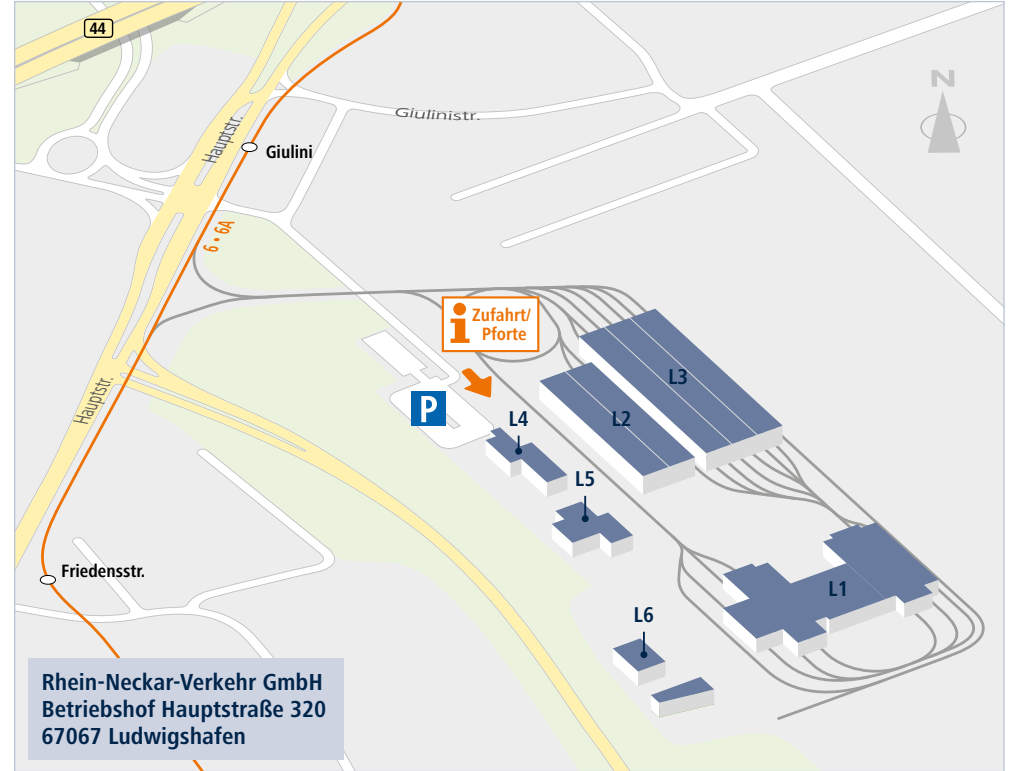 44
N
Giulinistr.
Hauptstr.
Giulini
6 • 6A
Zufahrt/
Pforte
L3
P
L4
L2
Hauptstr.
L5
Friedensstr.
L1
L6
Rhein-Neckar-Verkehr GmbH
Betriebshof Hauptstraße 320
67067 Ludwigshafen